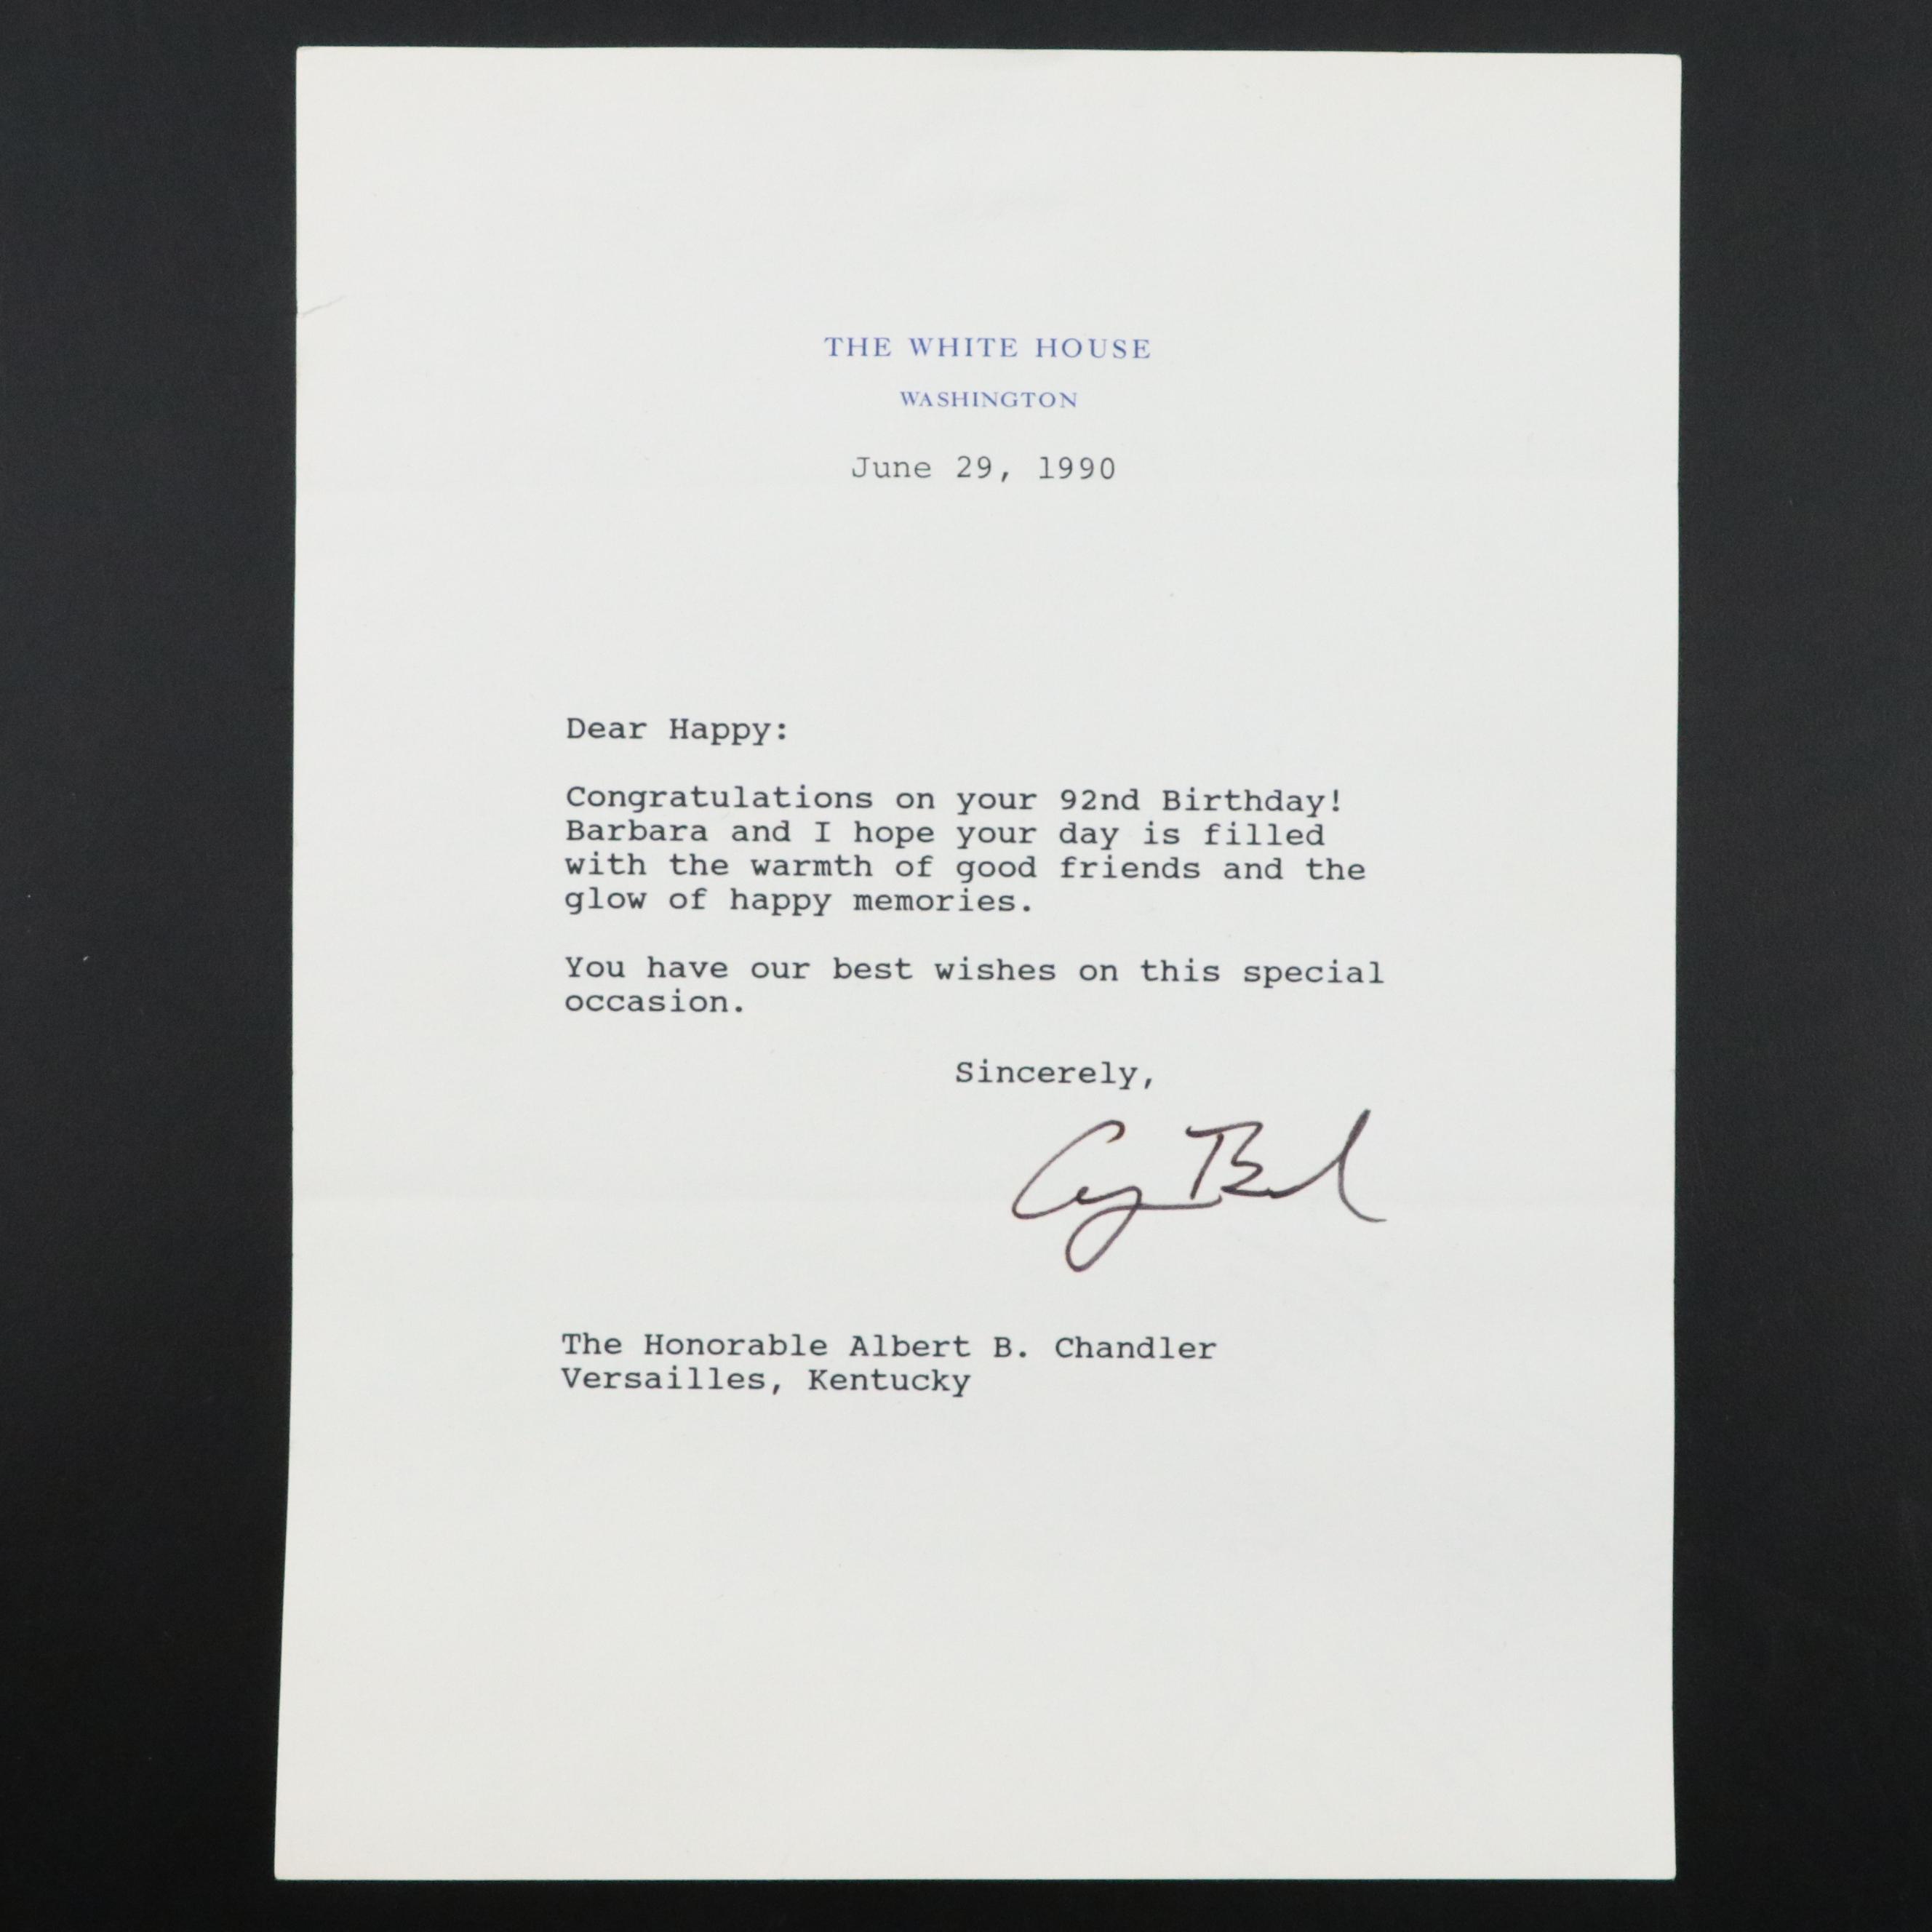 THE WHITE HOUSE
WASHINGTON
June 29, 1990
Dear Happy:
Congratulations on your 92nd Birthday!
Barbara and I hope your day is filled
with the warmth of good friends and the
glow of happy memories.
You have our best wishes on this special
occasion.
Sincerely,
G Bush
The Honorable Albert B. Chandler
Versailles, Kentucky